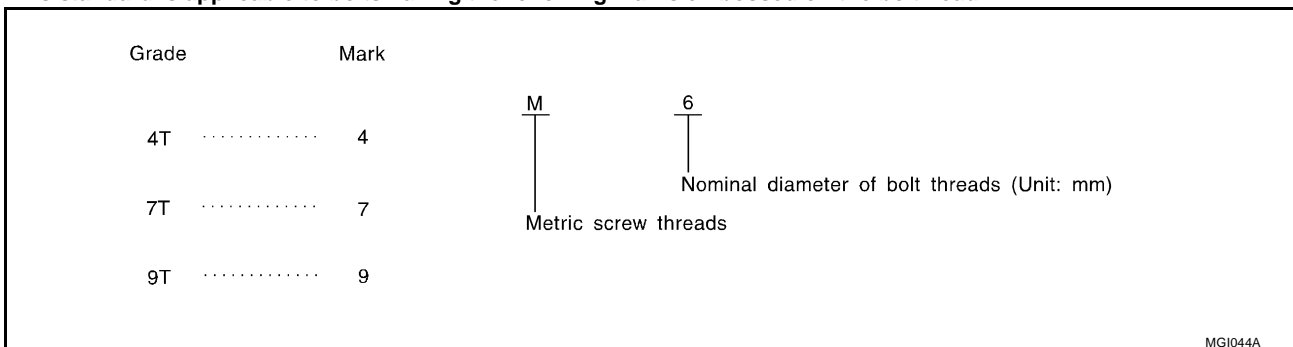 Grade Mark
M 6
4T ············· 4
Nominal diameter of bolt threads (Unit: mm)
7T ············· 7
Metric screw threads
9T ············· 9
MGI044A